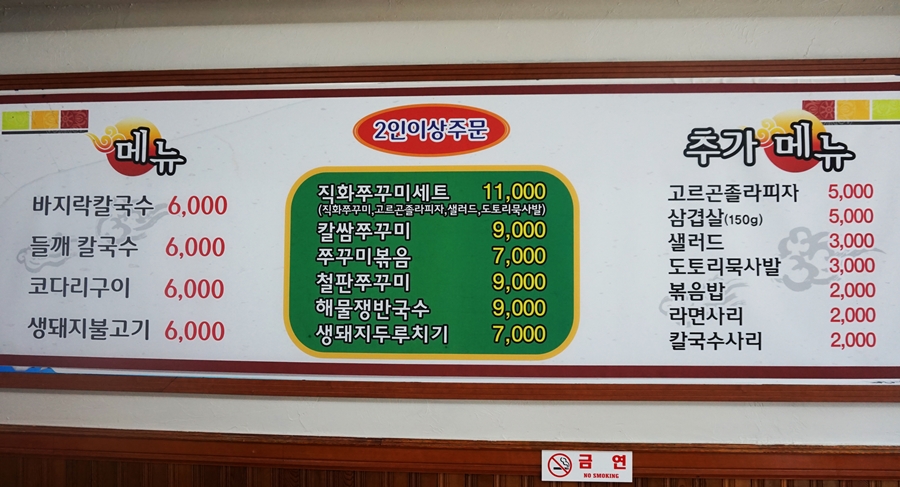 메뉴
바지락칼국수 6,000
들깨 칼국수 6,000
코다리구이 6,000
생돼지불고기 6,000
2인이상주문
직화쭈꾸미세트 11,000
(직화쭈꾸미,고르곤졸라피자,샐러드,도토리묵사발)
칼쌈쭈꾸미 9,000
쭈꾸미볶음 7,000
철판쭈꾸미 9,000
해물쟁반국수 9,000
생돼지두루치기 7,000
추가 메뉴
고르곤졸라피자 5,000
삼겹살(150g) 5,000
샐러드 3,000
도토리묵사발 3,000
볶음밥 2,000
라면사리 2,000
칼국수사리 2,000
금 연
NO SMOKING